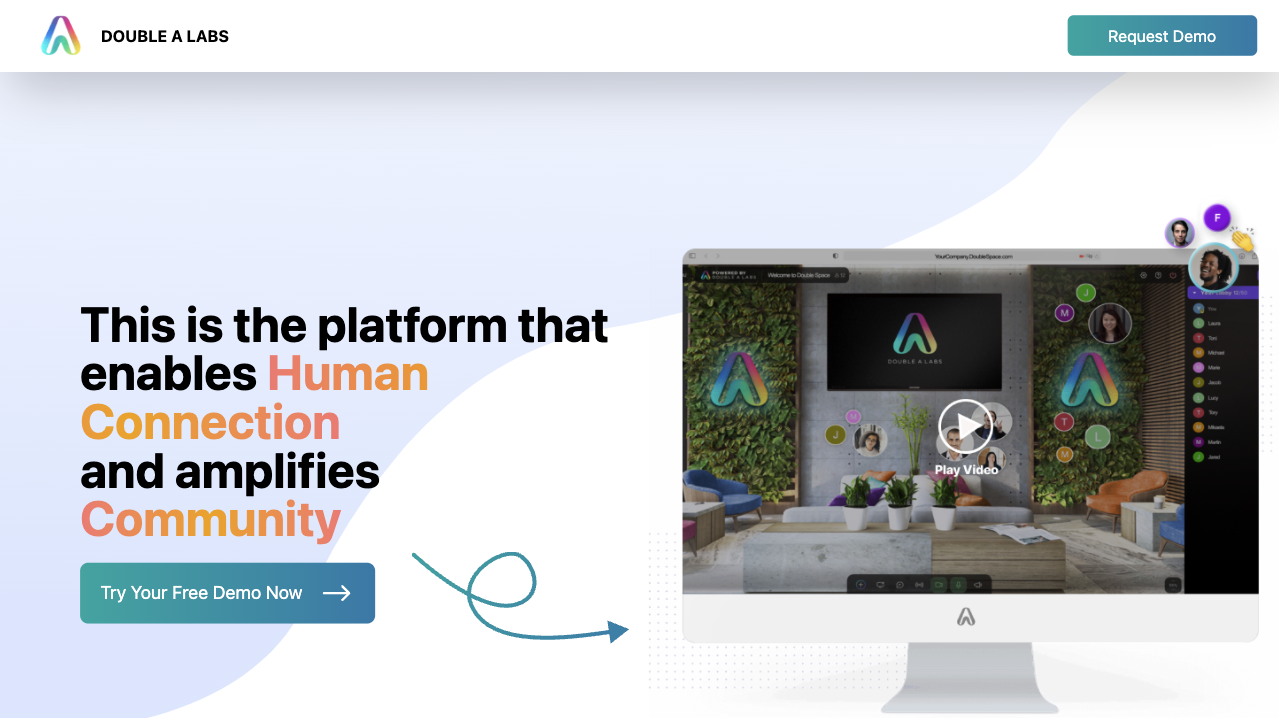 DOUBLE A LABS
Request Demo
This is the platform that
enables Human
Connection
and amplifies
Community
Try Your Free Demo Now
F
YourCompany.DoubleSpace.com
POWERED BY
DOUBLE A LABS
Welcome to Double Space
You
Laura
Tom
Michael
Marie
Jacob
Lucy
Trey
Mikaela
Martin
Jared
J
M
DOUBLE A LABS
M
J
T
L
M
Play Video